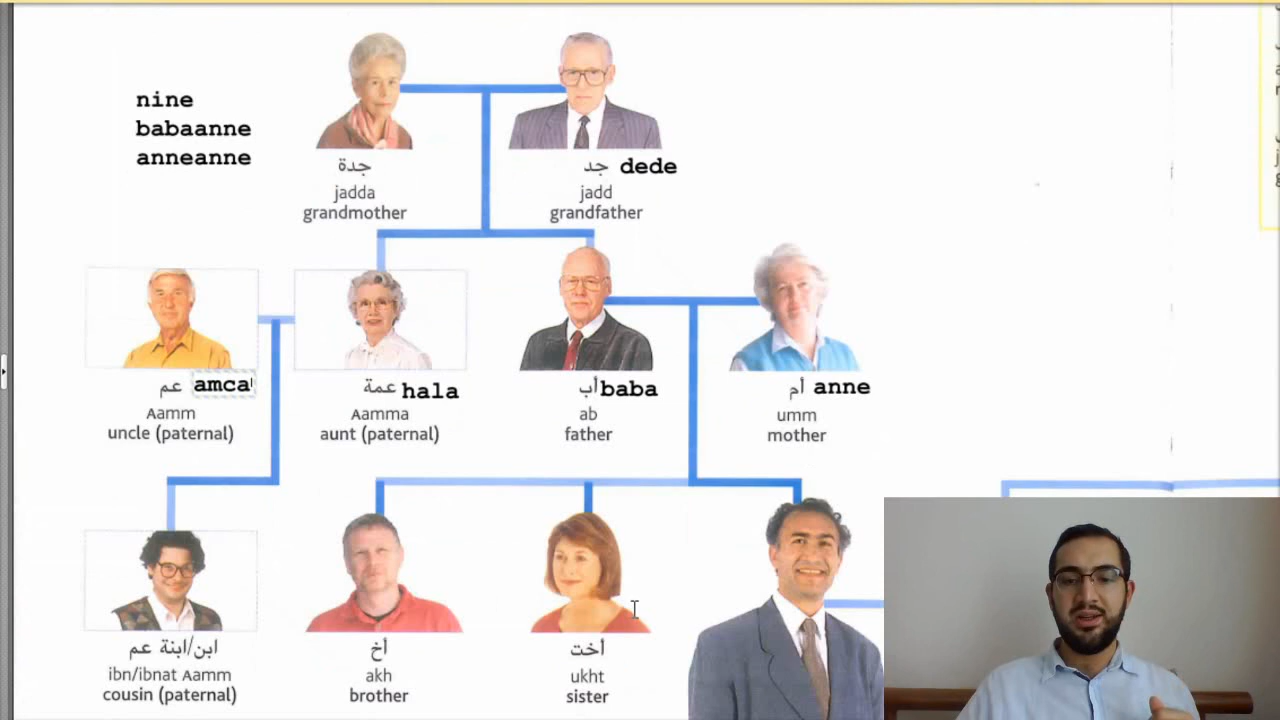 nine
babaanne
anneanne
جدة
jadda
grandmother
جد dede
jadd
grandfather
عم amca
Aamm
uncle (paternal)
عمة hala
Aamma
aunt (paternal)
أب baba
ab
father
أم anne
umm
mother
ابن/ابنة عم
ibn/ibnat Aamm
cousin (paternal)
أخ
akh
brother
أخت
ukht
sister